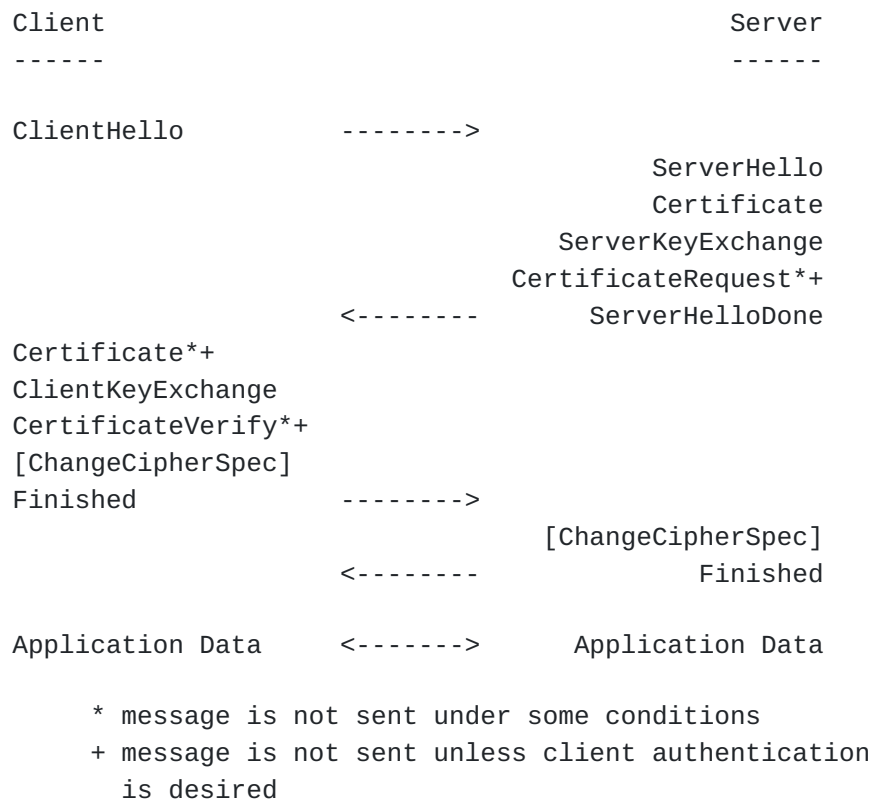 Client                                        Server
------                                        ------
ClientHello          -------->
                                         ServerHello
                                         Certificate
                                   ServerKeyExchange
                                CertificateRequest*+
                     <--------       ServerHelloDone
Certificate*+
ClientKeyExchange
CertificateVerify*+
[ChangeCipherSpec]
Finished             -------->
                                  [ChangeCipherSpec]
                     <--------              Finished
Application Data     <------->      Application Data
     * message is not sent under some conditions
     + message is not sent unless client authentication
       is desired